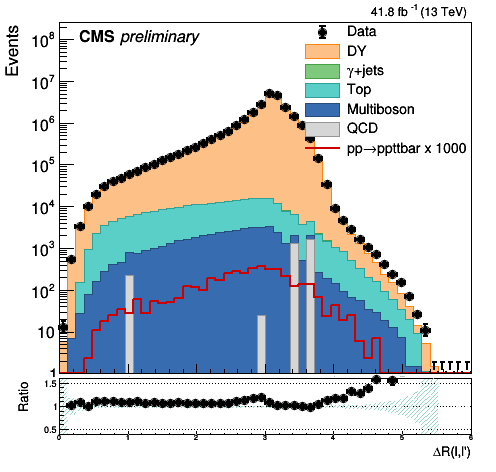 41.8 fb⁻¹ (13 TeV)
CMS preliminary
Events
10⁸
10⁷
10⁶
10⁵
10⁴
10³
10²
10
1
Data
DY
γ+jets
Top
Multiboson
QCD
pp→ppttbar x 1000
Ratio
1.5
1
0.5
0 1 2 3 4 5 6
ΔR(l,l')